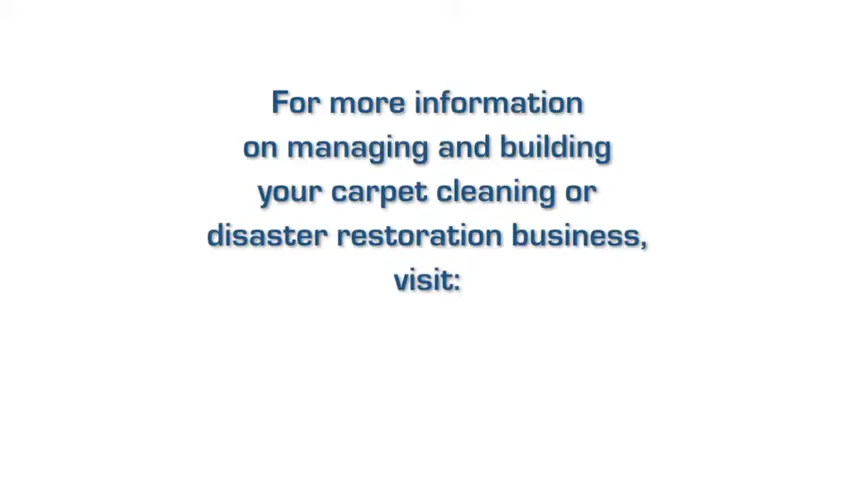 For more information
on managing and building
your carpet cleaning or
disaster restoration business,
visit: